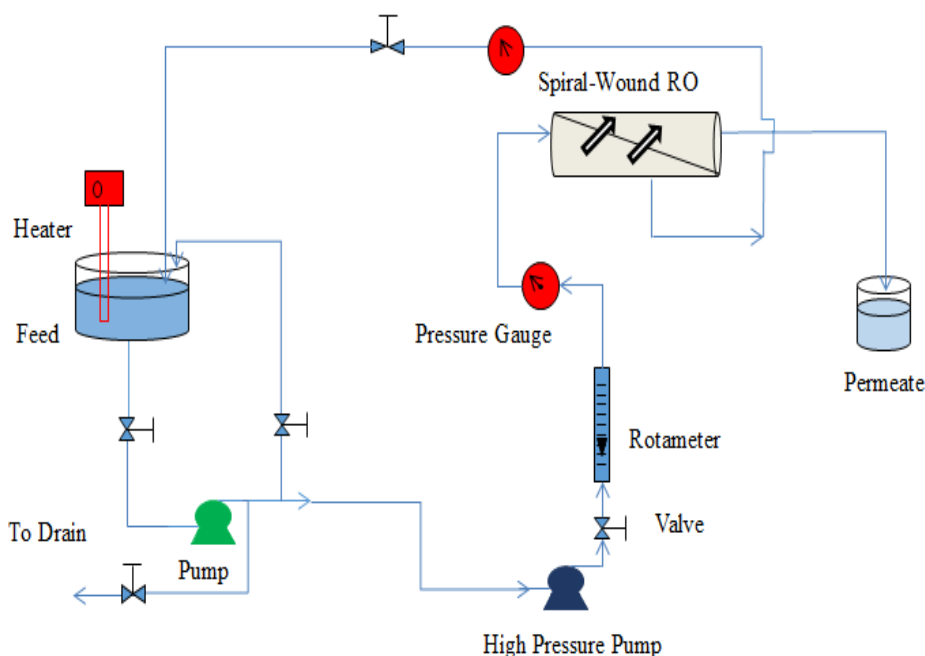 Spiral-Wound RO
Heater
Feed
Pressure Gauge
Permeate
Rotameter
To Drain
Valve
Pump
High Pressure Pump